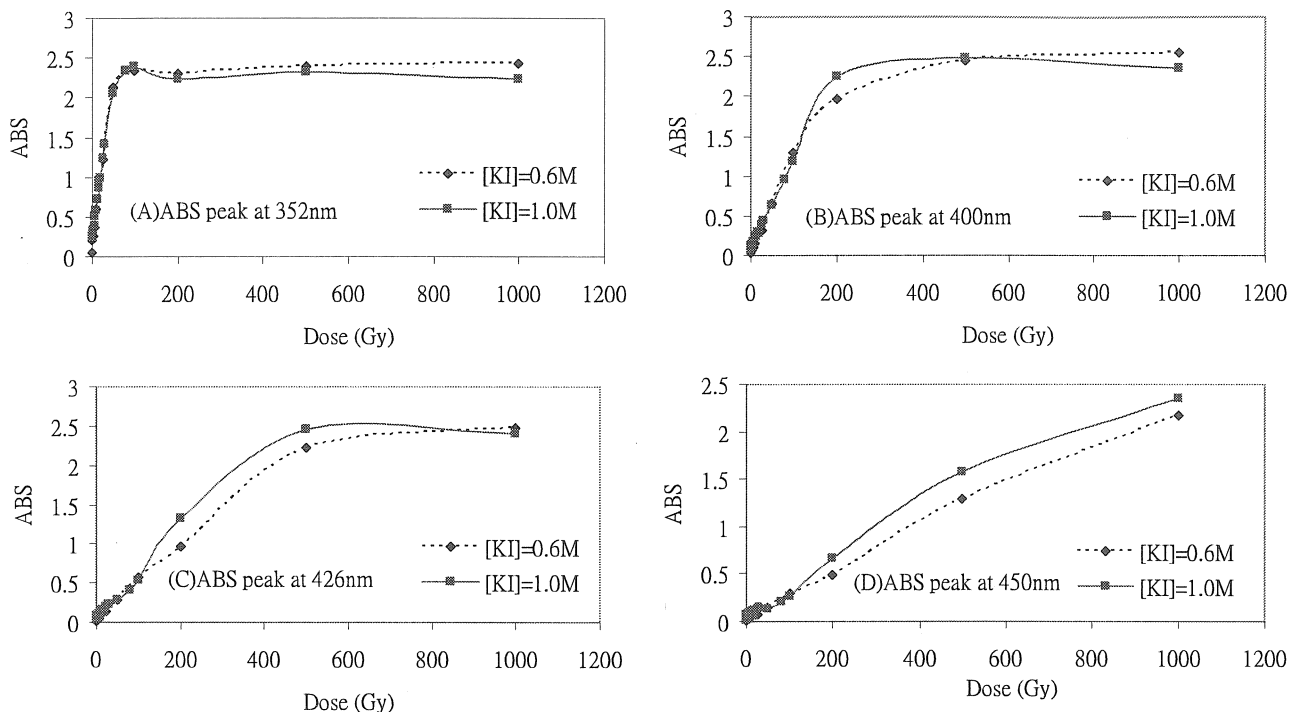 3
2.5
2
1.5
1
0.5
0
ABS
[KI]=0.6M
[KI]=1.0M
(A)ABS peak at 352nm
0 200 400 600 800 1000 1200
Dose (Gy)
4
3.5
3
2.5
2
1.5
1
0.5
0
ABS
[KI]=0.6M
[KI]=1.0M
(B)ABS peak at 400nm
0 200 400 600 800 1000 1200
Dose (Gy)
3
2.5
2
1.5
1
0.5
0
ABS
[KI]=0.6M
[KI]=1.0M
(C)ABS peak at 426nm
0 200 400 600 800 1000 1200
Dose (Gy)
2.5
2
1.5
1
0.5
0
ABS
[KI]=0.6M
[KI]=1.0M
(D)ABS peak at 450nm
0 200 400 600 800 1000 1200
Dose (Gy)